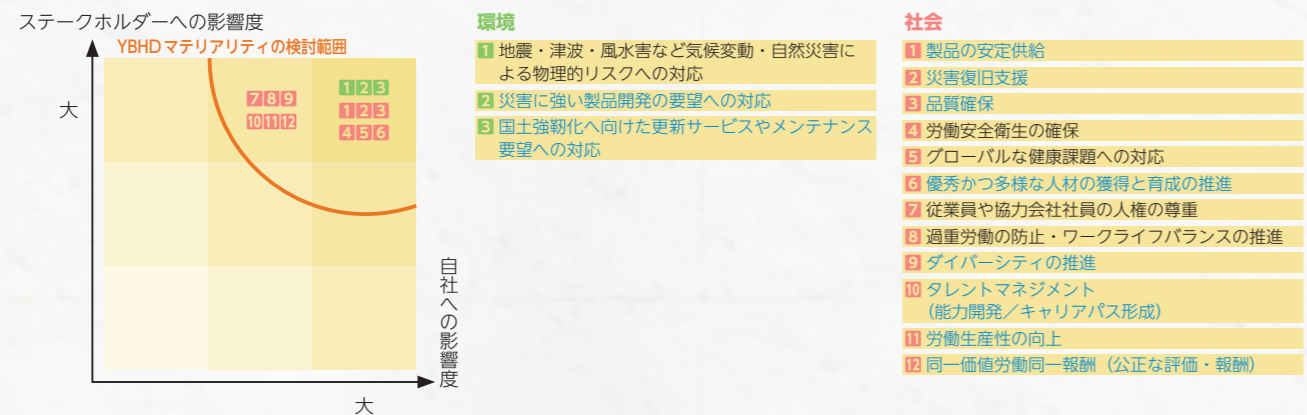 ステークホルダーへの影響度
YBHDマテリアリティの検討範囲
大
7 8 9
10 11 12
1 2 3
1 2 3
4 5 6
自社への影響度
大
環境
1 地震・津波・風水害など気候変動・自然災害に
よる物理的リスクへの対応
2 災害に強い製品開発の要望への対応
3 国土強靭化へ向けた更新サービスやメンテナンス
要望への対応
社会
1 製品の安定供給
2 災害復旧支援
3 品質確保
4 労働安全衛生の確保
5 グローバルな健康課題への対応
6 優秀かつ多様な人材の獲得と育成の推進
7 従業員や協力会社社員の人権の尊重
8 過重労働の防止・ワークライフバランスの推進
9 ダイバーシティの推進
10 タレントマネジメント
（能力開発／キャリアパス形成）
11 労働生産性の向上
12 同一価値労働同一報酬（公正な評価・報酬）